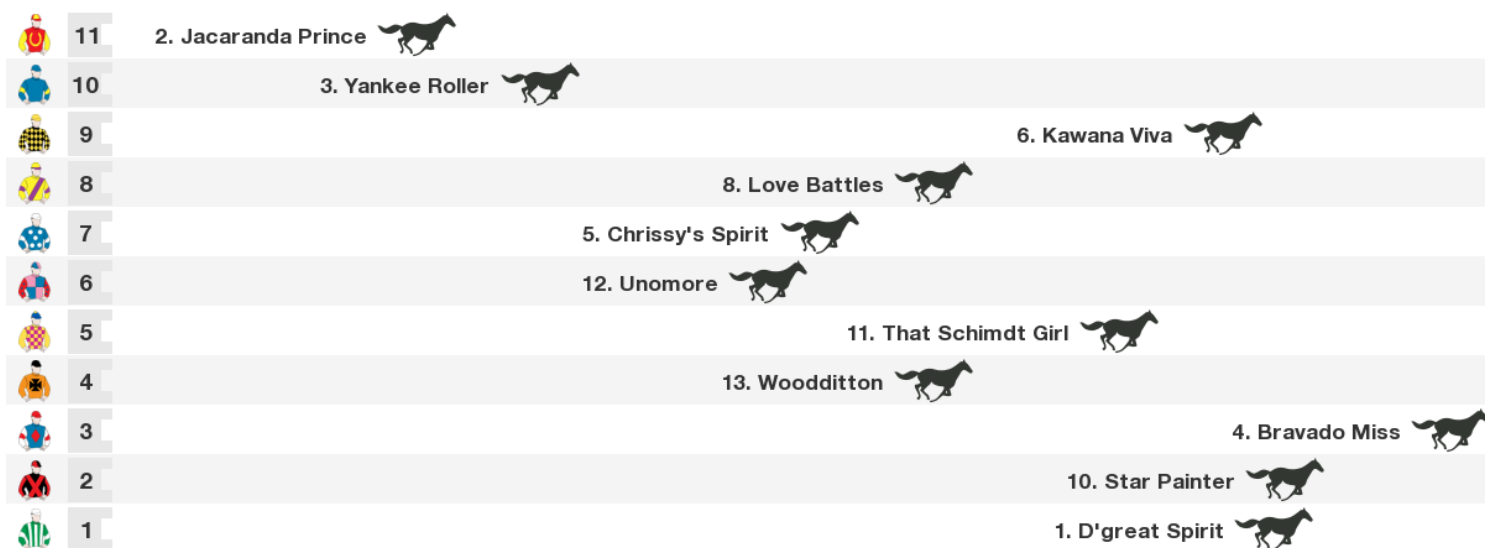 11 2. Jacaranda Prince
10 3. Yankee Roller
9 6. Kawana Viva
8 8. Love Battles
7 5. Chrissy's Spirit
6 12. Unomore
5 11. That Schimdt Girl
4 13. Woodditton
3 4. Bravado Miss
2 10. Star Painter
1 1. D'great Spirit